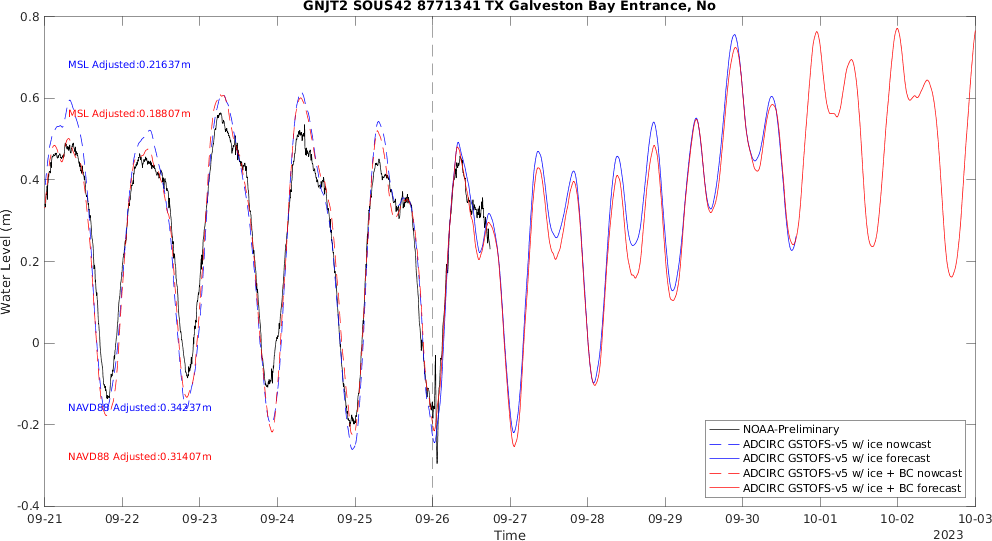 GNJT2 SOUS42 8771341 TX Galveston Bay Entrance, No
0.8
0.6
0.4
0.2
0
-0.2
-0.4
Water Level (m)
MSL Adjusted:0.21637m
MSL Adjusted:0.18807m
NAVD88 Adjusted:0.34237m
NAVD88 Adjusted:0.31407m
NOAA-Preliminary
ADCIRC GSTOFS-v5 w/ ice nowcast
ADCIRC GSTOFS-v5 w/ ice forecast
ADCIRC GSTOFS-v5 w/ ice + BC nowcast
ADCIRC GSTOFS-v5 w/ ice + BC forecast
09-21 09-22 09-23 09-24 09-25 09-26 09-27 09-28 09-29 09-30 10-01 10-02 10-03
Time
2023